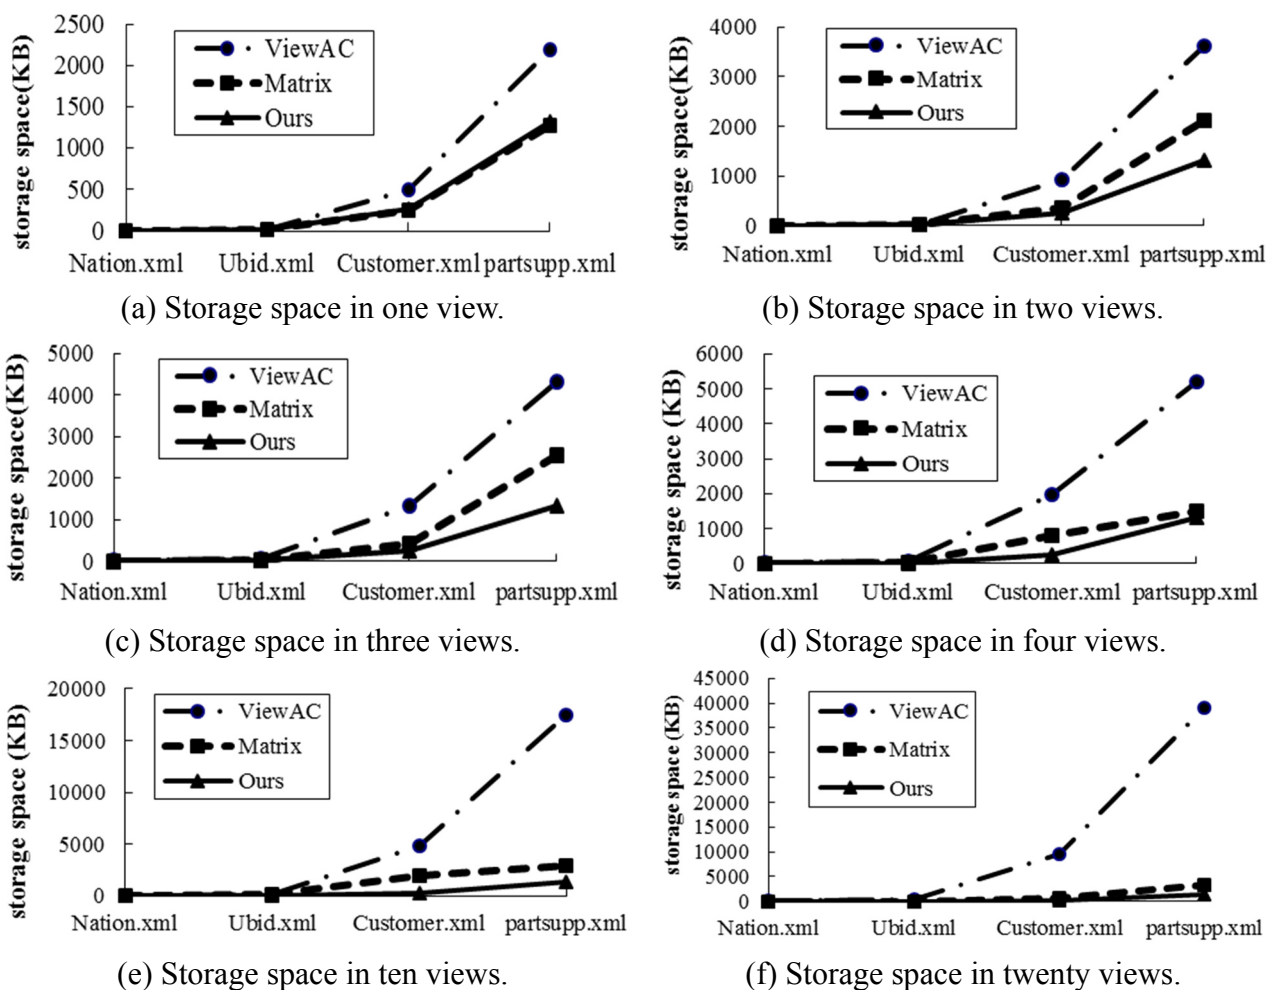 storage space(KB)
2500
2000
1500
1000
500
0
ViewAC
Matrix
Ours
Nation.xml Ubid.xml Customer.xml partsupp.xml
(a) Storage space in one view.
storage space(KB)
4000
3000
2000
1000
0
ViewAC
Matrix
Ours
Nation.xml Ubid.xml Customer.xml partsupp.xml
(b) Storage space in two views.
storage space(KB)
5000
4000
3000
2000
1000
0
ViewAC
Matrix
Ours
Nation.xml Ubid.xml Customer.xml partsupp.xml
(c) Storage space in three views.
storage space (KB)
6000
5000
4000
3000
2000
1000
0
ViewAC
Matrix
Ours
Nation.xml Ubid.xml Customer.xml partsupp.xml
(d) Storage space in four views.
storage space (KB)
20000
15000
10000
5000
0
ViewAC
Matrix
Ours
Nation.xml Ubid.xml Customer.xml partsupp.xml
(e) Storage space in ten views.
storage space (KB)
45000
40000
35000
30000
25000
20000
15000
10000
5000
0
ViewAC
Matrix
Ours
Nation.xml Ubid.xml Customer.xml partsupp.xml
(f) Storage space in twenty views.